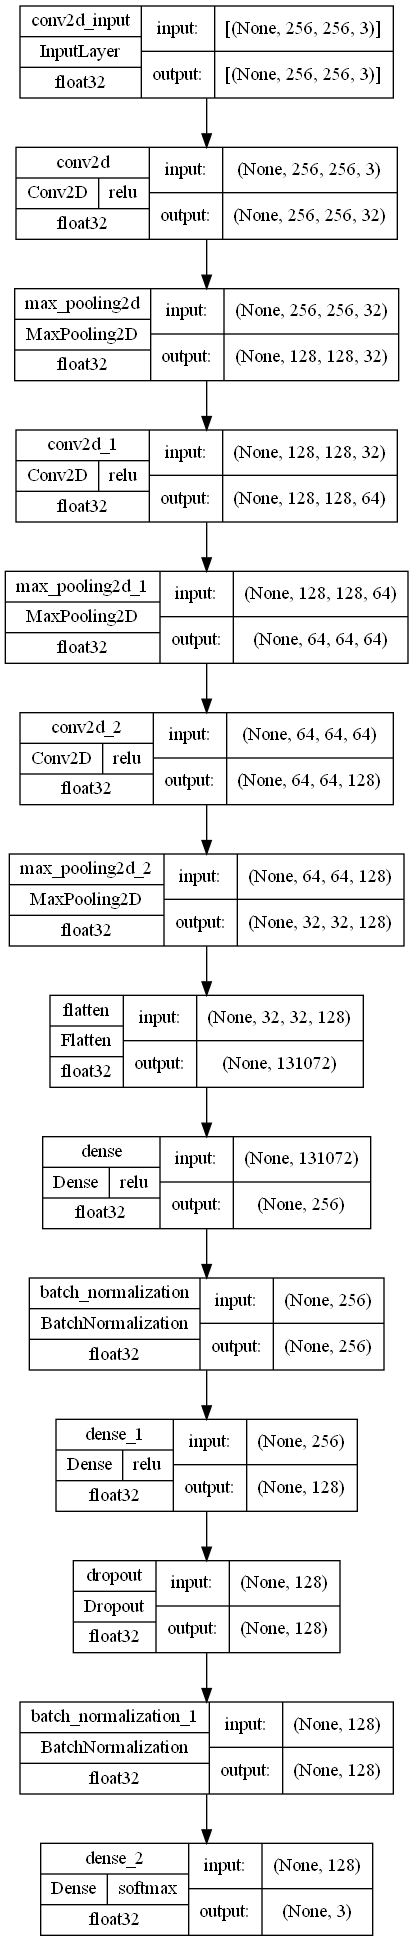 conv2d_input
InputLayer
float32
input:
[(None, 256, 256, 3)]
output:
[(None, 256, 256, 3)]
conv2d
Conv2D
relu
float32
input:
(None, 256, 256, 3)
output:
(None, 256, 256, 32)
max_pooling2d
MaxPooling2D
float32
input:
(None, 256, 256, 32)
output:
(None, 128, 128, 32)
conv2d_1
Conv2D
relu
float32
input:
(None, 128, 128, 32)
output:
(None, 128, 128, 64)
max_pooling2d_1
MaxPooling2D
float32
input:
(None, 128, 128, 64)
output:
(None, 64, 64, 64)
conv2d_2
Conv2D
relu
float32
input:
(None, 64, 64, 64)
output:
(None, 64, 64, 128)
max_pooling2d_2
MaxPooling2D
float32
input:
(None, 64, 64, 128)
output:
(None, 32, 32, 128)
flatten
Flatten
float32
input:
(None, 32, 32, 128)
output:
(None, 131072)
dense
Dense
relu
float32
input:
(None, 131072)
output:
(None, 256)
batch_normalization
BatchNormalization
float32
input:
(None, 256)
output:
(None, 256)
dense_1
Dense
relu
float32
input:
(None, 256)
output:
(None, 128)
dropout
Dropout
float32
input:
(None, 128)
output:
(None, 128)
batch_normalization_1
BatchNormalization
float32
input:
(None, 128)
output:
(None, 128)
dense_2
Dense
softmax
float32
input:
(None, 128)
output:
(None, 3)